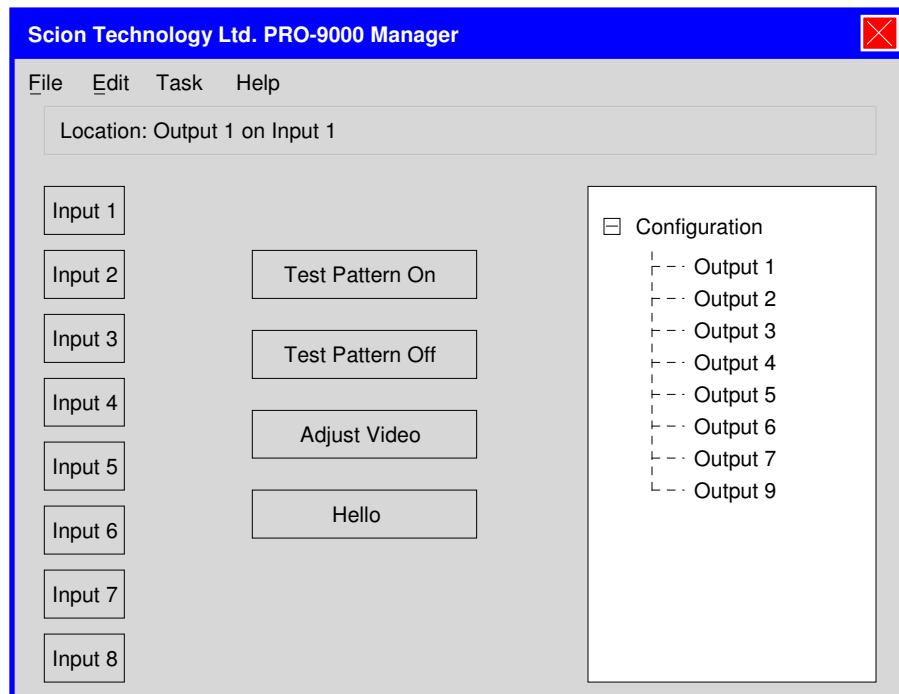 Scion Technology Ltd. PRO-9000 Manager
File Edit Task Help
Location: Output 1 on Input 1
Input 1
Input 2
Input 3
Input 4
Input 5
Input 6
Input 7
Input 8
Test Pattern On
Test Pattern Off
Adjust Video
Hello
Configuration
Output 1
Output 2
Output 3
Output 4
Output 5
Output 6
Output 7
Output 9